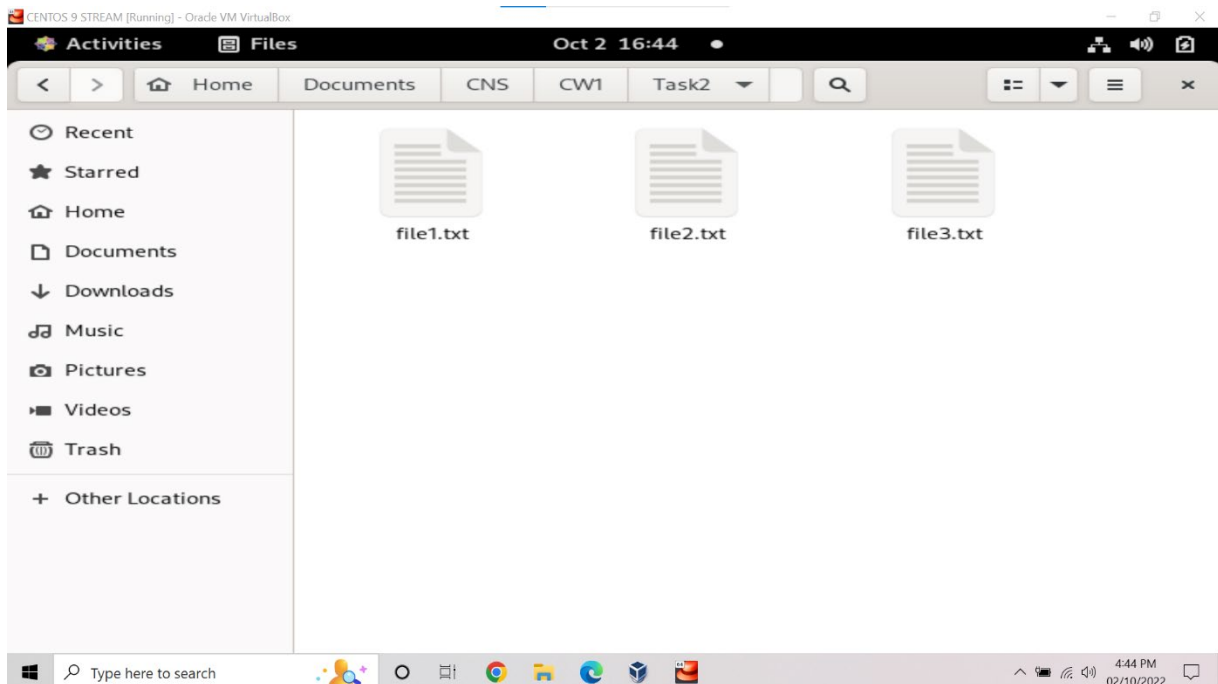 CENTOS 9 STREAM [Running] - Oracle VM VirtualBox
Activities Files Oct 2 16:44
Home Documents CNS CW1 Task2
Recent
Starred
Home
Documents
Downloads
Music
Pictures
Videos
Trash
+ Other Locations
file1.txt file2.txt file3.txt
Type here to search
4:44 PM
02/10/2022